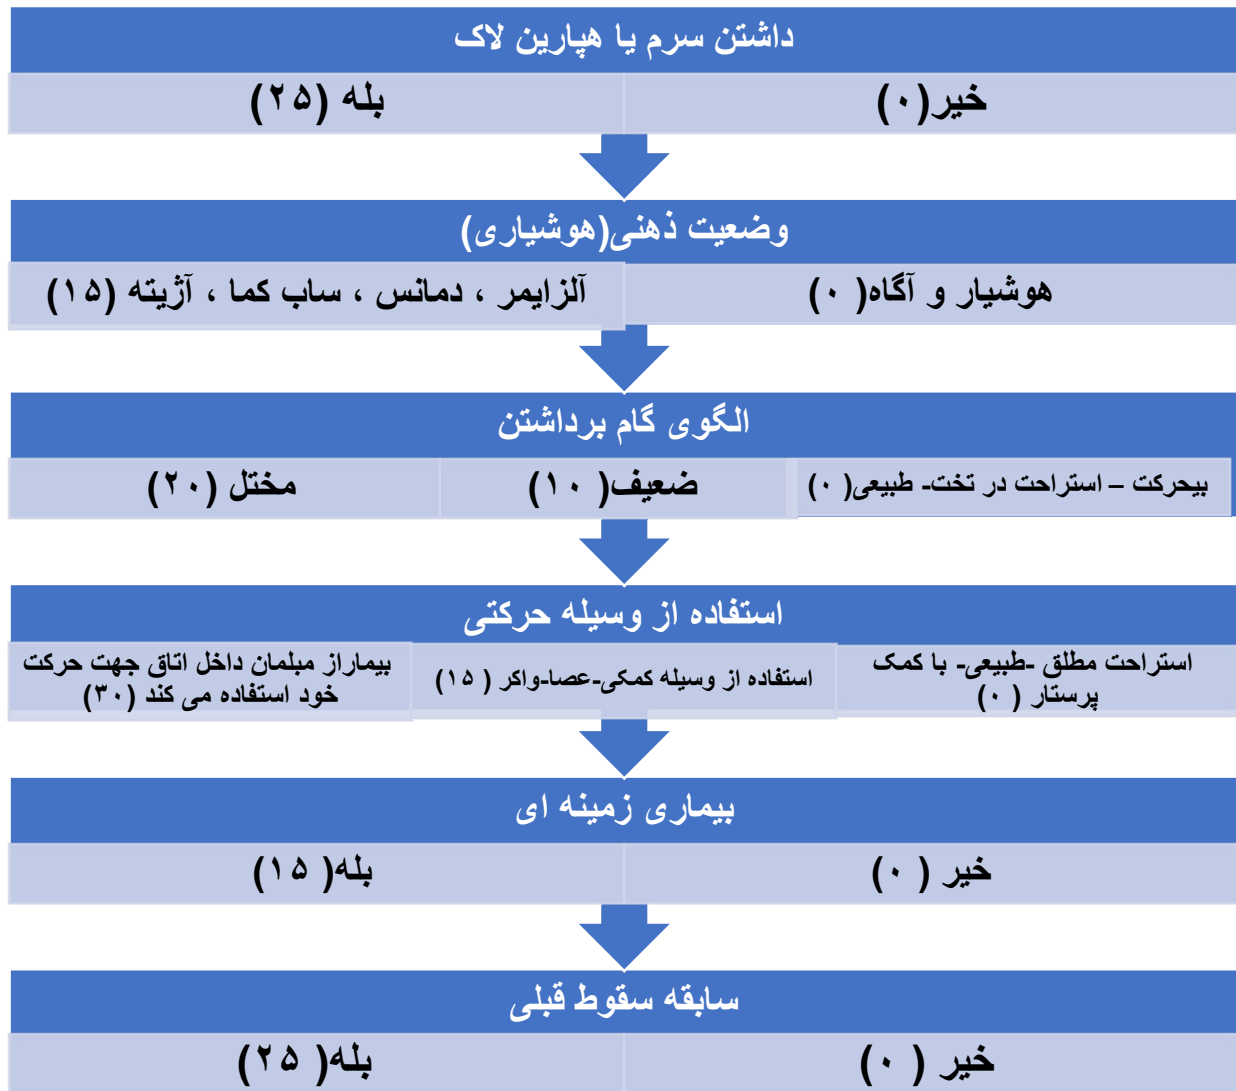 داشتن سرم یا هپارین لاک
خیر(۰)
بله (۲۵)
وضعیت ذهنی(هوشیاری)
هوشیار و آگاه( ۰)
آلزایمر ، دمانس ، ساب کما ، آژیته (۱۵)
الگوی گام برداشتن
بیحرکت – استراحت در تخت- طبیعی( ۰)
ضعیف( ۱۰)
مختل (۲۰)
استفاده از وسیله حرکتی
استراحت مطلق -طبیعی- با کمک
پرستار ( ۰)
استفاده از وسیله کمکی-عصا-واکر ( ۱۵)
بیماراز مبلمان داخل اتاق جهت حرکت
خود استفاده می کند (۳۰)
بیماری زمینه ای
خیر ( ۰)
بله( ۱۵)
سابقه سقوط قبلی
خیر ( ۰)
بله( ۲۵)